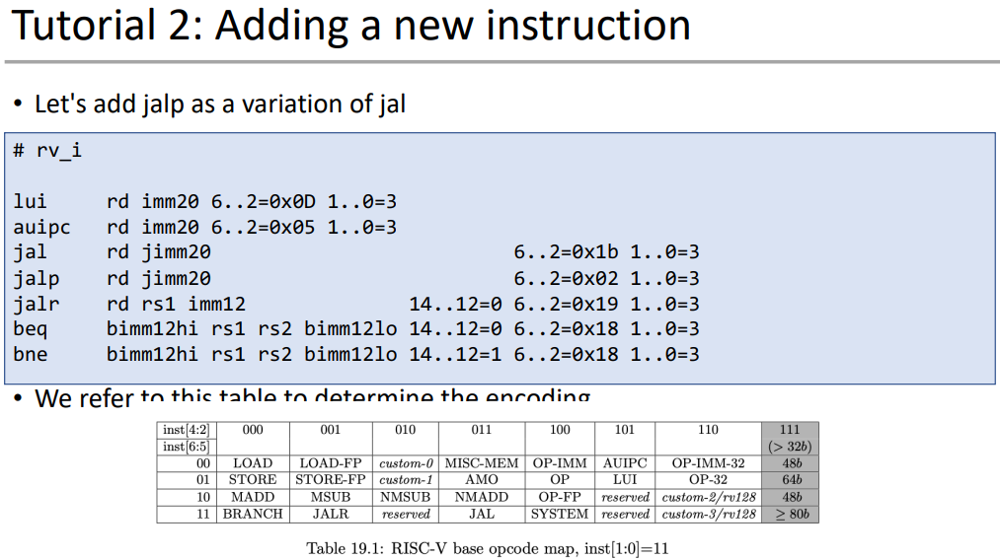 Tutorial 2: Adding a new instruction
• Let's add jalp as a variation of jal
# rv_i
lui rd imm20 6..2=0x0D 1..0=3
auipc rd imm20 6..2=0x05 1..0=3
jal rd jimm20 6..2=0x1b 1..0=3
jalp rd jimm20 6..2=0x02 1..0=3
jalr rd rs1 imm12 14..12=0 6..2=0x19 1..0=3
beq bimm12hi rs1 rs2 bimm12lo 14..12=0 6..2=0x18 1..0=3
bne bimm12hi rs1 rs2 bimm12lo 14..12=1 6..2=0x18 1..0=3
• We refer to this table to determine the encoding
inst[4:2] 000 001 010 011 100 101 110 111
inst[6:5] (> 32b)
00 LOAD LOAD-FP custom-0 MISC-MEM OP-IMM AUIPC OP-IMM-32 48b
01 STORE STORE-FP custom-1 AMO OP LUI OP-32 64b
10 MADD MSUB NMSUB NMADD OP-FP reserved custom-2/rv128 48b
11 BRANCH JALR reserved JAL SYSTEM reserved custom-3/rv128 ≥ 80b
Table 19.1: RISC-V base opcode map, inst[1:0]=11